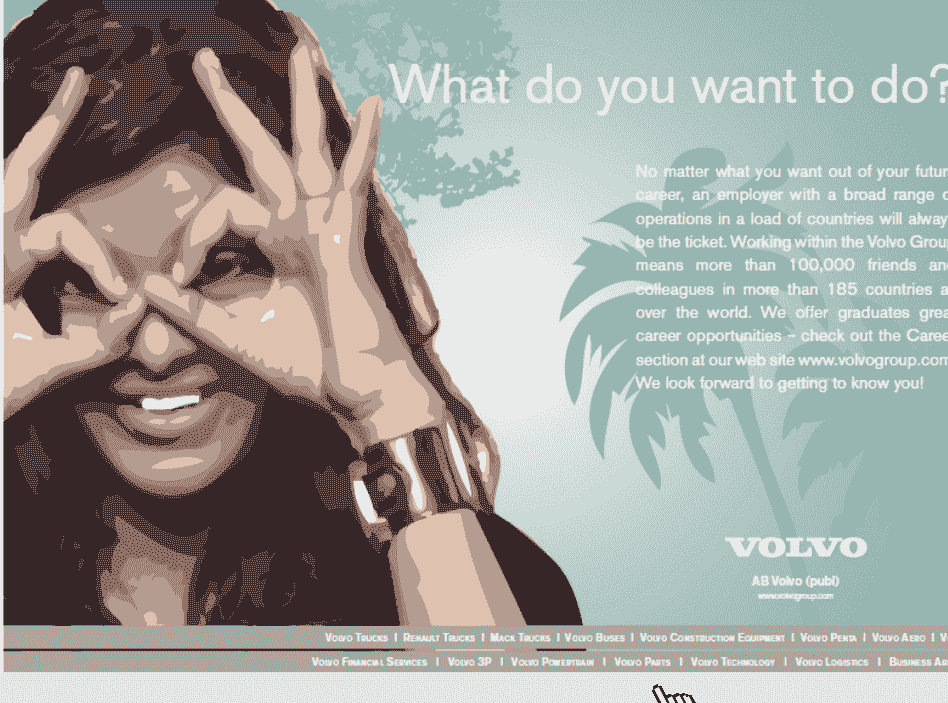 What do you want to do?
No matter what you want out of your futur
career, an employer with a broad range o
operations in a load of countries will alway
be the ticket. Working within the Volvo Grou
means more than 100,000 friends an
colleagues in more than 185 countries a
over the world. We offer graduates grea
career opportunities – check out the Caree
section at our web site www.volvogroup.com
We look forward to getting to know you!
VOLVO
AB Volvo (publ)
www.volvogroup.com
Volvo Trucks | Renault Trucks | Mack Trucks | Volvo Buses | Volvo Construction Equipment | Volvo Penta | Volvo Aero | V
Volvo Financial Services | Volvo 3P | Volvo Powertrain | Volvo Parts | Volvo Technology | Volvo Logistics | Business Ar